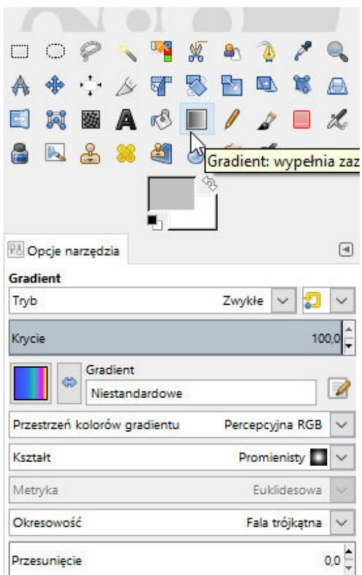 Gradient: wypełnia zaz
Opcje narzędzia
Gradient
Tryb Zwykłe
Krycie 100,0
Gradient
Niestandardowe
Przestrzeń kolorów gradientu Percepcyjna RGB
Kształt Promienisty
Metryka Euklidesowa
Okresowość Fala trójkątna
Przesunięcie 0,0